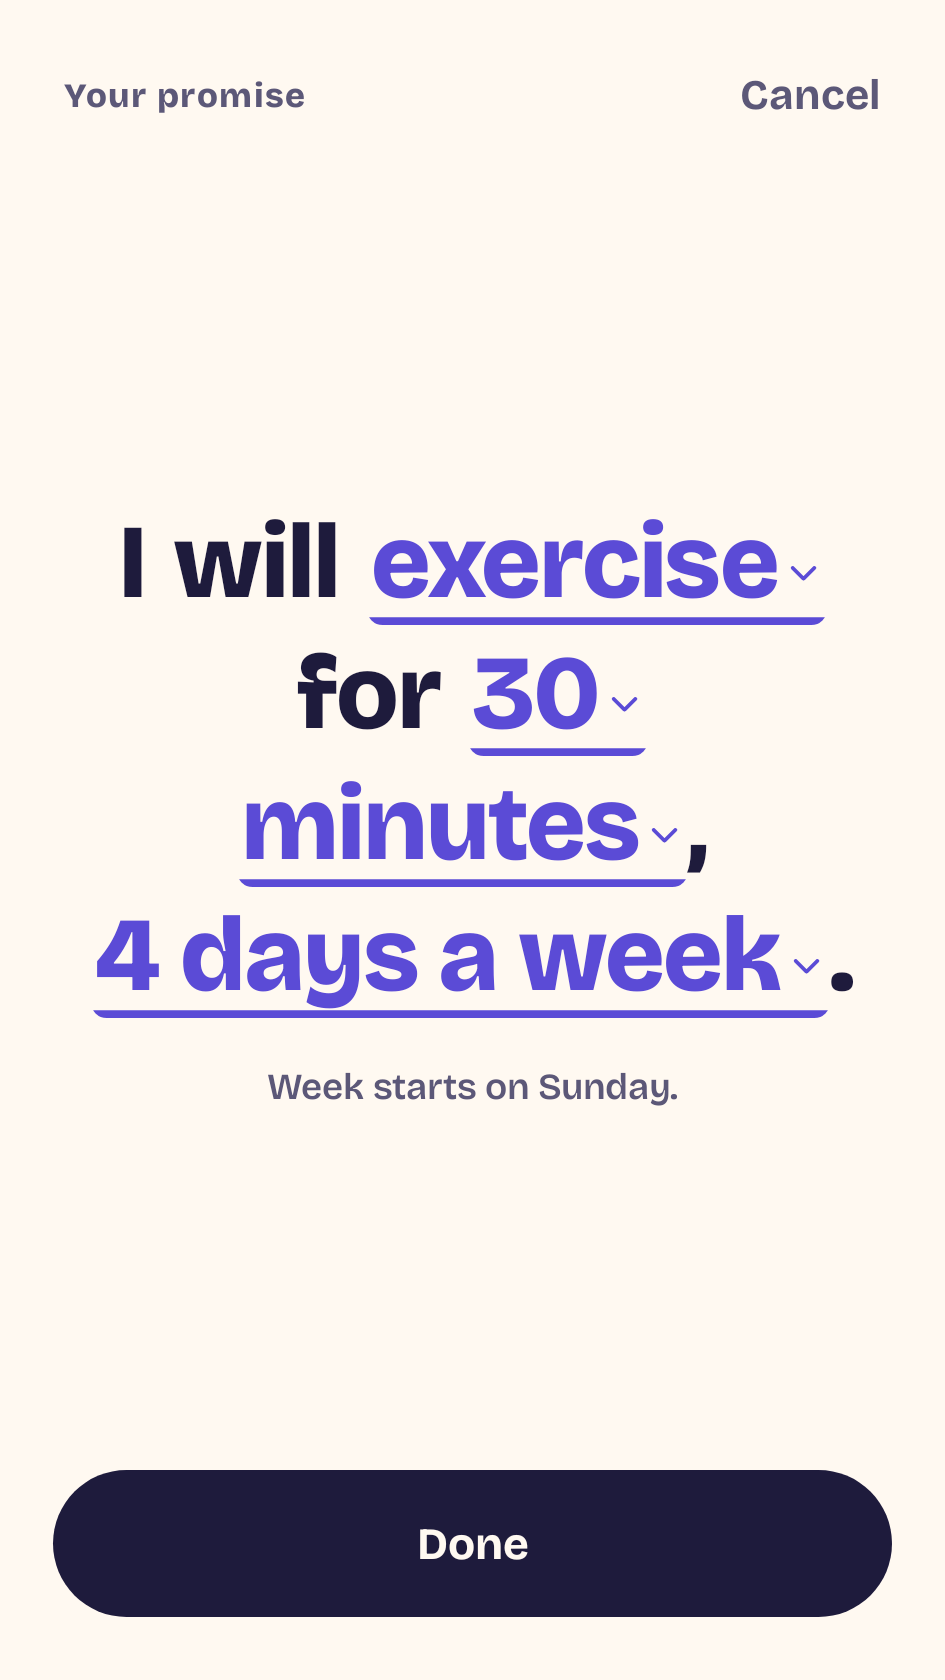 Your promise
Cancel
I will exercise
for 30
minutes,
4 days a week.
Week starts on Sunday.
Done